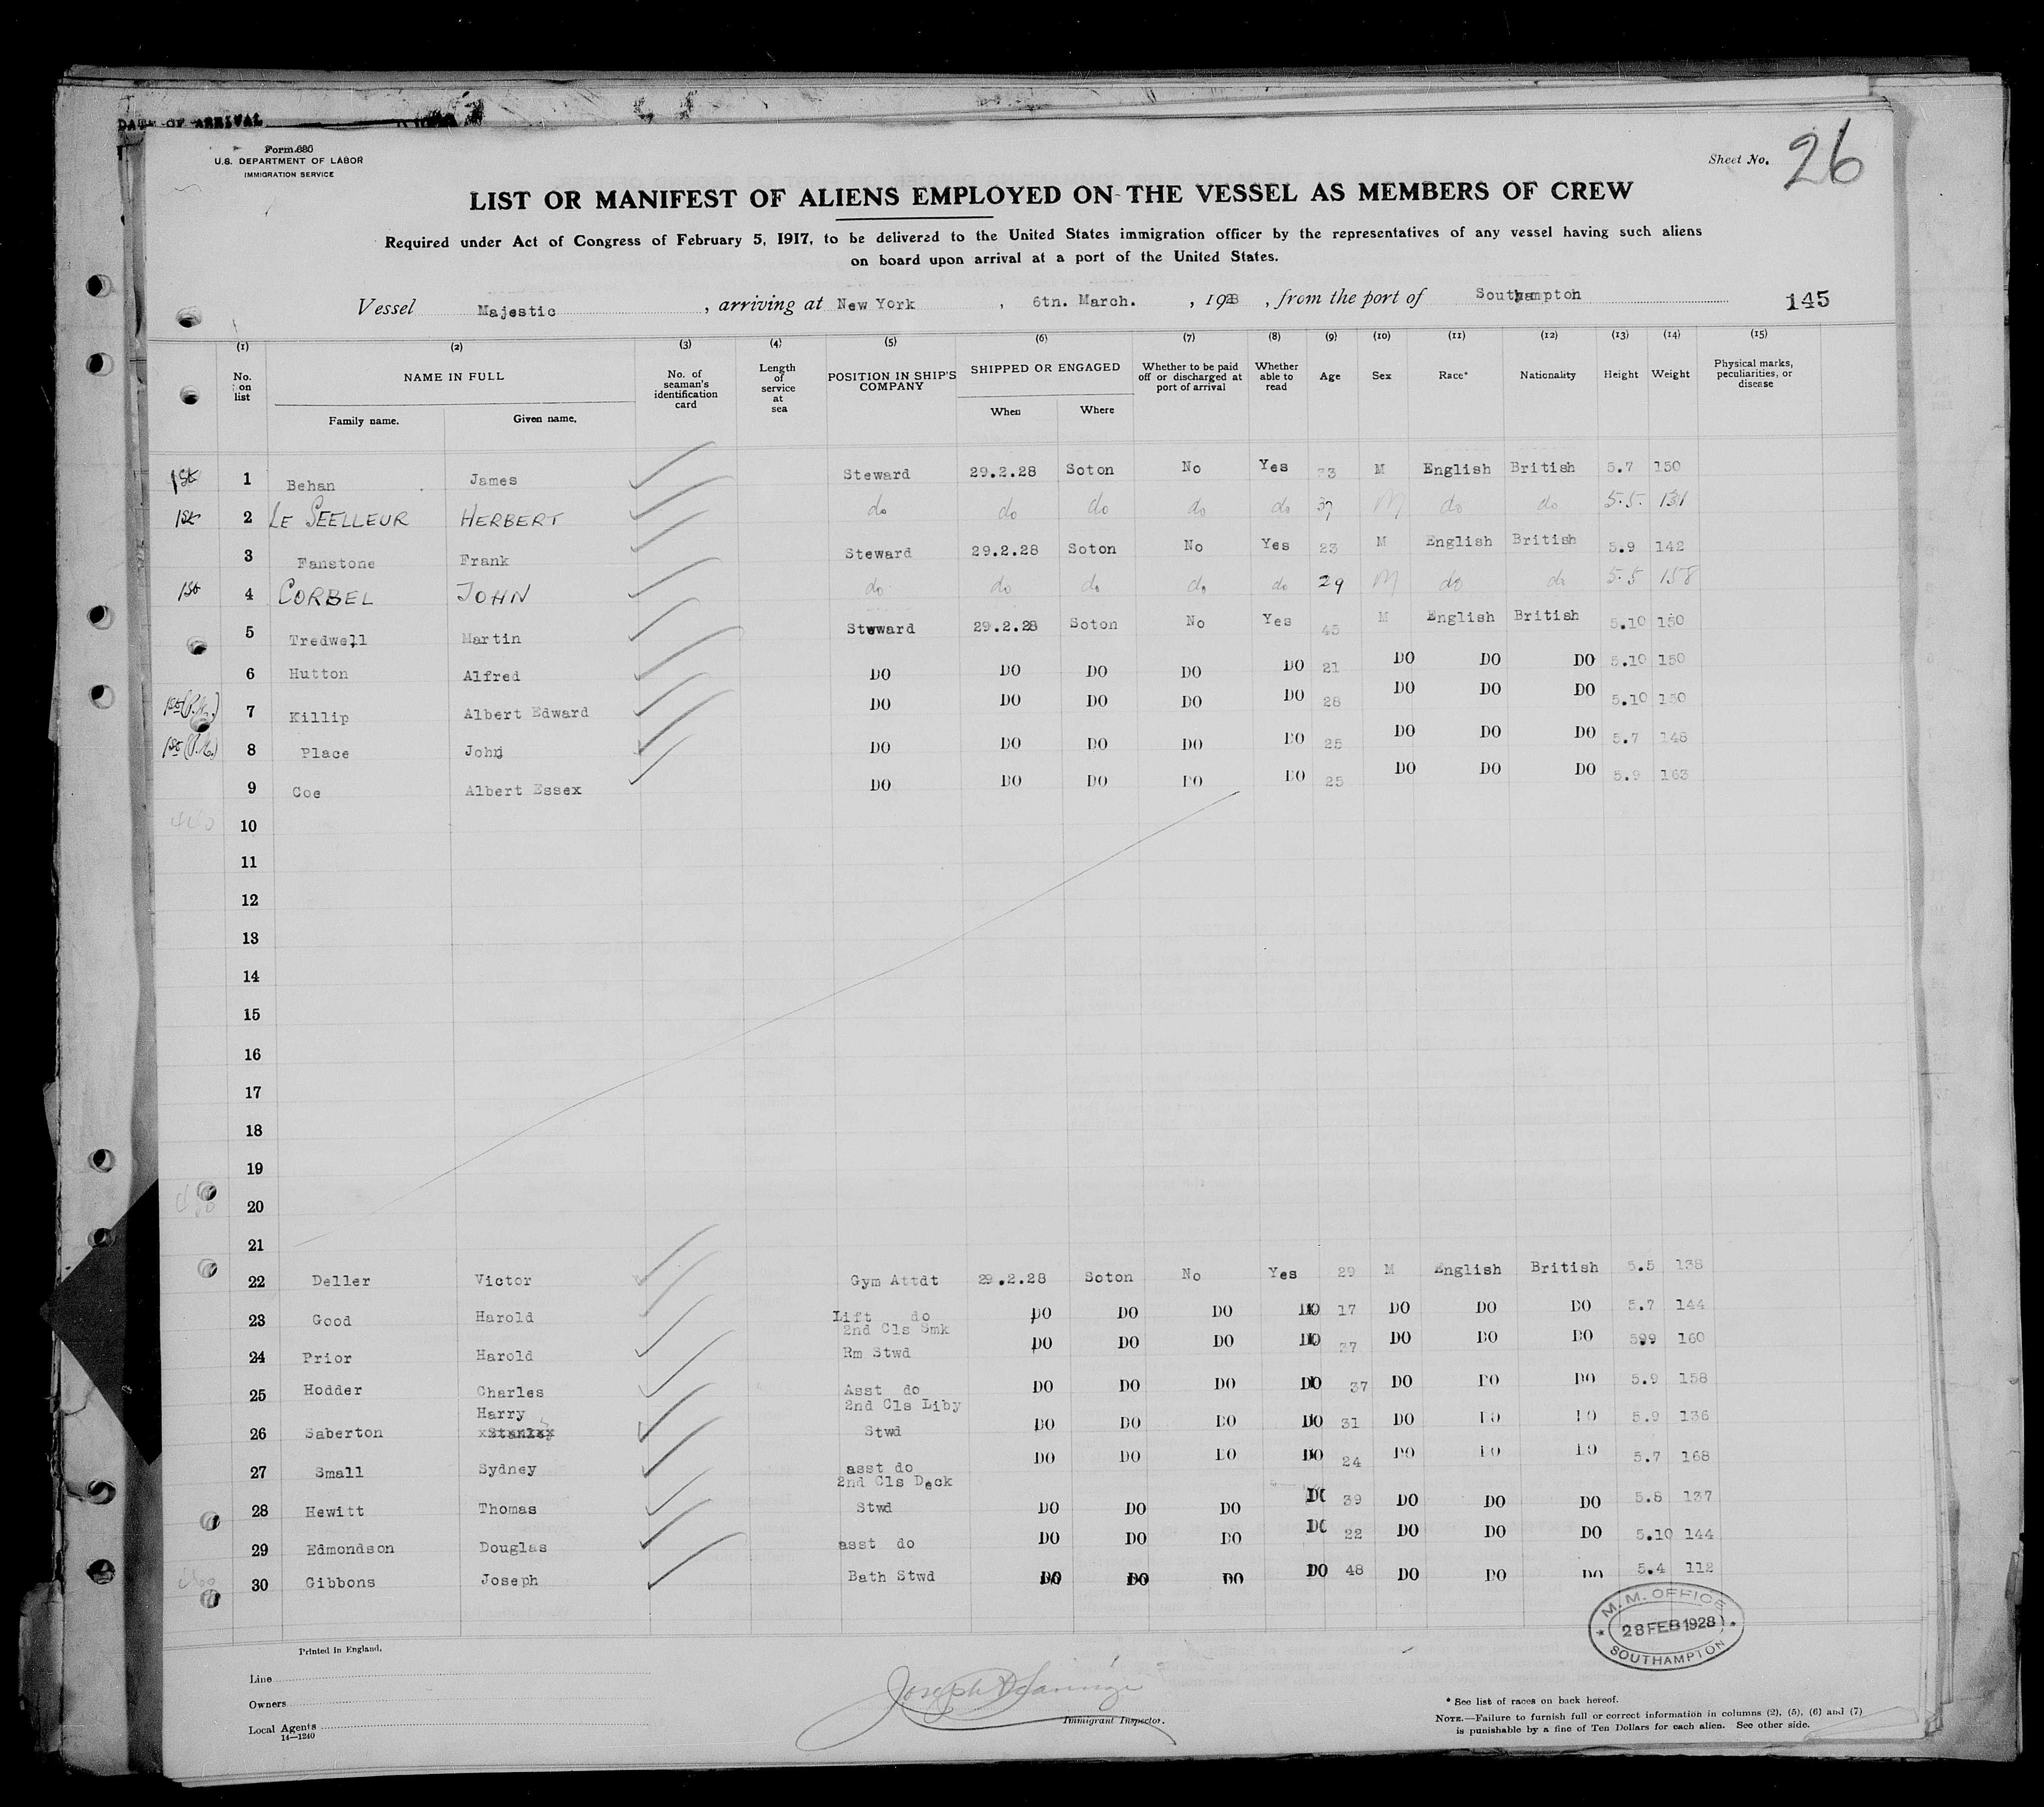 DATE OF ARRIVAL
Form 686
U.S. DEPARTMENT OF LABOR
IMMIGRATION SERVICE
Sheet No. 26
LIST OR MANIFEST OF ALIENS EMPLOYED ON THE VESSEL AS MEMBERS OF CREW
Required under Act of Congress of February 5, 1917, to be delivered to the United States immigration officer by the representatives of any vessel having such aliens
on board upon arrival at a port of the United States.
Vessel Majestic, arriving at New York, 6tn. March., 1928, from the port of Southampton 145
(1) (2) (3) (4) (5) (6) (7) (8) (9) (10) (11) (12) (13) (14) (15)
No. on list NAME IN FULL Family name. Given name. No. of seaman's identification card Length of service at sea POSITION IN SHIP'S COMPANY SHIPPED OR ENGAGED When Where Whether to be paid off or discharged at port of arrival Whether able to read Age Sex Race* Nationality Height Weight Physical marks, peculiarities, or disease
1st 1 Behan James Steward 29.2.28 Soton No Yes M English British 5.7 150
1st 2 LE SEELLEUR HERBERT do do do do do 37 M do do 5.5. 131
3 Fanstone Frank Steward 29.2.28 Soton No Yes 23 M English British 5.9 142
1st 4 CORBEL JOHN do do do do do 29 M do do 5.5 158
5 Tredwell Martin Steward 29.2.28 Soton No Yes 45 M English British 5.10 150
6 Hutton Alfred DO DO DO DO DO 21 DO DO DO 5.10 150
1st 7 Killip Albert Edward DO DO DO DO DO 28 DO DO DO 5.10 150
1st 8 Place John DO DO DO DO DO 25 DO DO DO 5.7 148
9 Coe Albert Essex DO DO DO DO DO 25 DO DO DO 5.9 163
10
11
12
13
14
15
16
17
18
19
20
21
22 Deller Victor Gym Attdt 29.2.28 Soton No Yes 29 M English British 5.5 138
23 Good Harold Lift do DO DO DO DO 17 DO DO DO 5.7 144
2nd Cls Smk
24 Prior Harold Rm Stwd DO DO DO DO 37 DO DO DO 599 160
25 Hodder Charles Asst do DO DO DO DO 37 DO DO DO 5.9 158
Harry 2nd Cls Liby
26 Saberton Stanley Stwd DO DO DO DO 31 DO DO DO 5.9 136
27 Small Sydney asst do DO DO DO DO 24 DO DO DO 5.7 168
2nd Cls Deck
28 Hewitt Thomas Stwd DO DO DO DO 39 DO DO DO 5.8 137
29 Edmondson Douglas asst do DO DO DO DO 22 DO DO DO 5.10 144
30 Gibbons Joseph Bath Stwd DO DO DO DO 48 DO DO DO 5.4 112
M.M. OFFICE
28 FEB 1928
SOUTHAMPTON
Printed in England.
Line
Owners
Local Agents
14—1240
Joseph
Immigrant Inspector.
* See list of races on back hereof.
NOTE.—Failure to furnish full or correct information in columns (2), (5), (6) and (7)
is punishable by a fine of Ten Dollars for each alien. See other side.